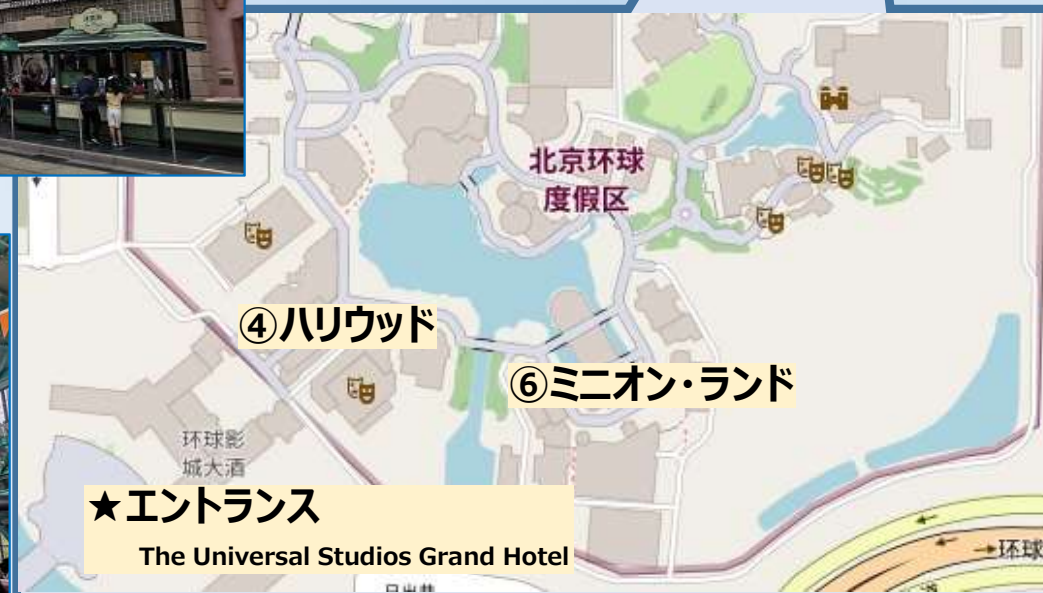 北京环球
度假区
④ハリウッド
⑥ミニオン・ランド
环球影
城大酒
★エントランス
The Universal Studios Grand Hotel
环球